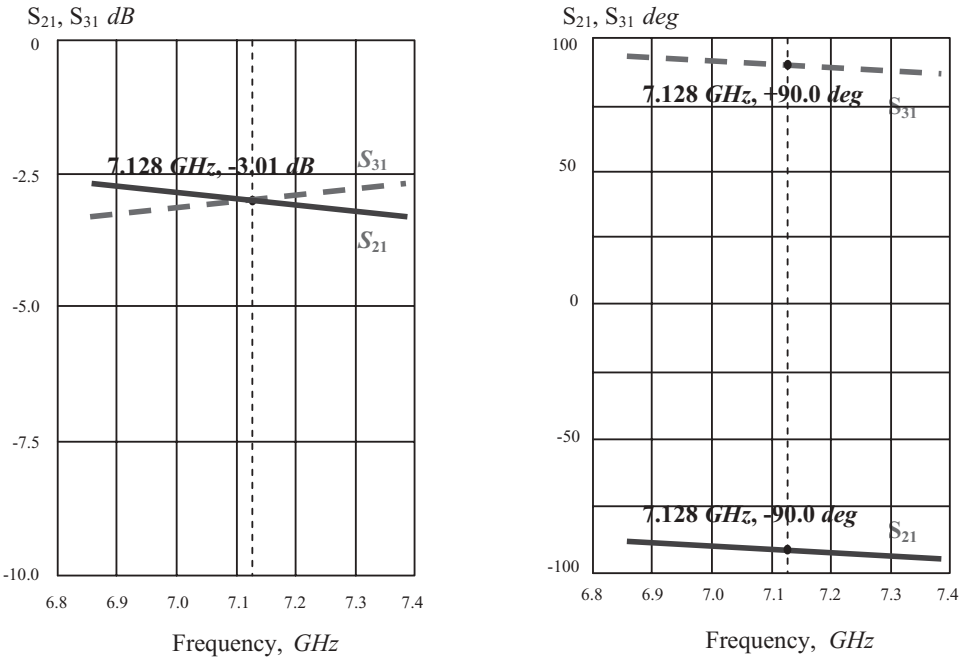 S21, S31 dB
0
-2.5
-5.0
-7.5
-10.0
7.128 GHz, -3.01 dB
S31
S21
6.8 6.9 7.0 7.1 7.2 7.3 7.4
Frequency, GHz
S21, S31 deg
100
50
0
-50
-100
7.128 GHz, +90.0 deg
S31
7.128 GHz, -90.0 deg
S21
6.8 6.9 7.0 7.1 7.2 7.3 7.4
Frequency, GHz